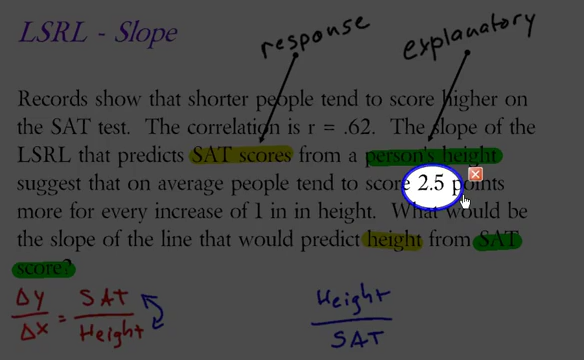 LSRL - Slope
response
explanatory
Records show that shorter people tend to score higher on
the SAT test. The correlation is r = .62. The slope of the
LSRL that predicts SAT scores from a person's height
suggest that on average people tend to score 2.5 points
more for every increase of 1 in in height. What would be
the slope of the line that would predict height from SAT
score?
Δy
Δx
=
SAT
Height
Height
SAT